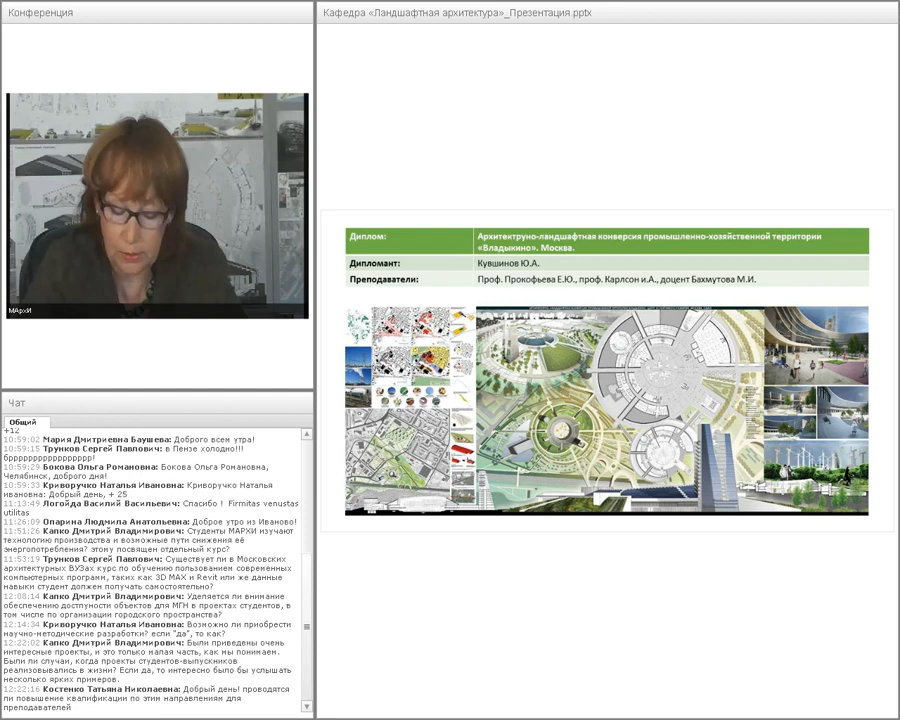 Конференция
МАрхИ
Чат
Общий
+12
10:59:02 Мария Дмитриевна Баушева: Доброго всем утра!
10:59:15 Трунков Сергей Павлович: в Пензе холодно!!!
бррррррррррррррр!
10:59:29 Бокова Ольга Романовна: Бокова Ольга Романовна,
Челябинск, доброго дня!
10:59:33 Криворучко Наталья Ивановна: Криворучко Наталья
ивановна: Добрый день, + 25
11:13:49 Логойда Василий Васильевич: Спасибо ! Firmitas venustas
utilitas
11:26:09 Опарина Людмила Анатольевна: Доброе утро из Иваново!
11:51:26 Капко Дмитрий Владимирович: Студенты МАРХИ изучают
технологию производства и возможные пути снижения её
энергопотребления? этому посвящен отдельный курс?
11:53:19 Трунков Сергей Павлович: Существует ли в Московских
архитектурных ВУЗах курс по обучению пользованием современных
компьютерных программ, таких как 3D MAX и Revit или же данные
навыки студент должен получать самостоятельно?
12:08:14 Капко Дмитрий Владимирович: Уделяется ли внимание
обеспечению доступности объектов для МГН в проектах студентов, в
том числе по организации городского пространства?
12:14:34 Криворучко Наталья Ивановна: Возможно ли приобрести
научно-методические разработки? если "да", то как?
12:22:02 Капко Дмитрий Владимирович: Были приведены очень
интересные проекты, и это только малая часть, как мы понимаем.
Были ли случаи, когда проекты студентов-выпускников
реализовывались в жизни? Если да, то интересно было бы услышать
несколько ярких примеров.
12:22:16 Костенко Татьяна Николаевна: Добрый день! проводятся
ли повышение квалификации по этим направлениям для
преподавателей
Кафедра «Ландшафтная архитектура»_Презентация.pptx
Диплом: Архитектруно-ландшафтная конверсия промышленно-хозяйственной территории
«Владыкино». Москва.
Дипломант: Кувшинов Ю.А.
Преподаватели: Проф. Прокофьева Е.Ю., проф. Карлсон и.А., доцент Бахмутова М.И.